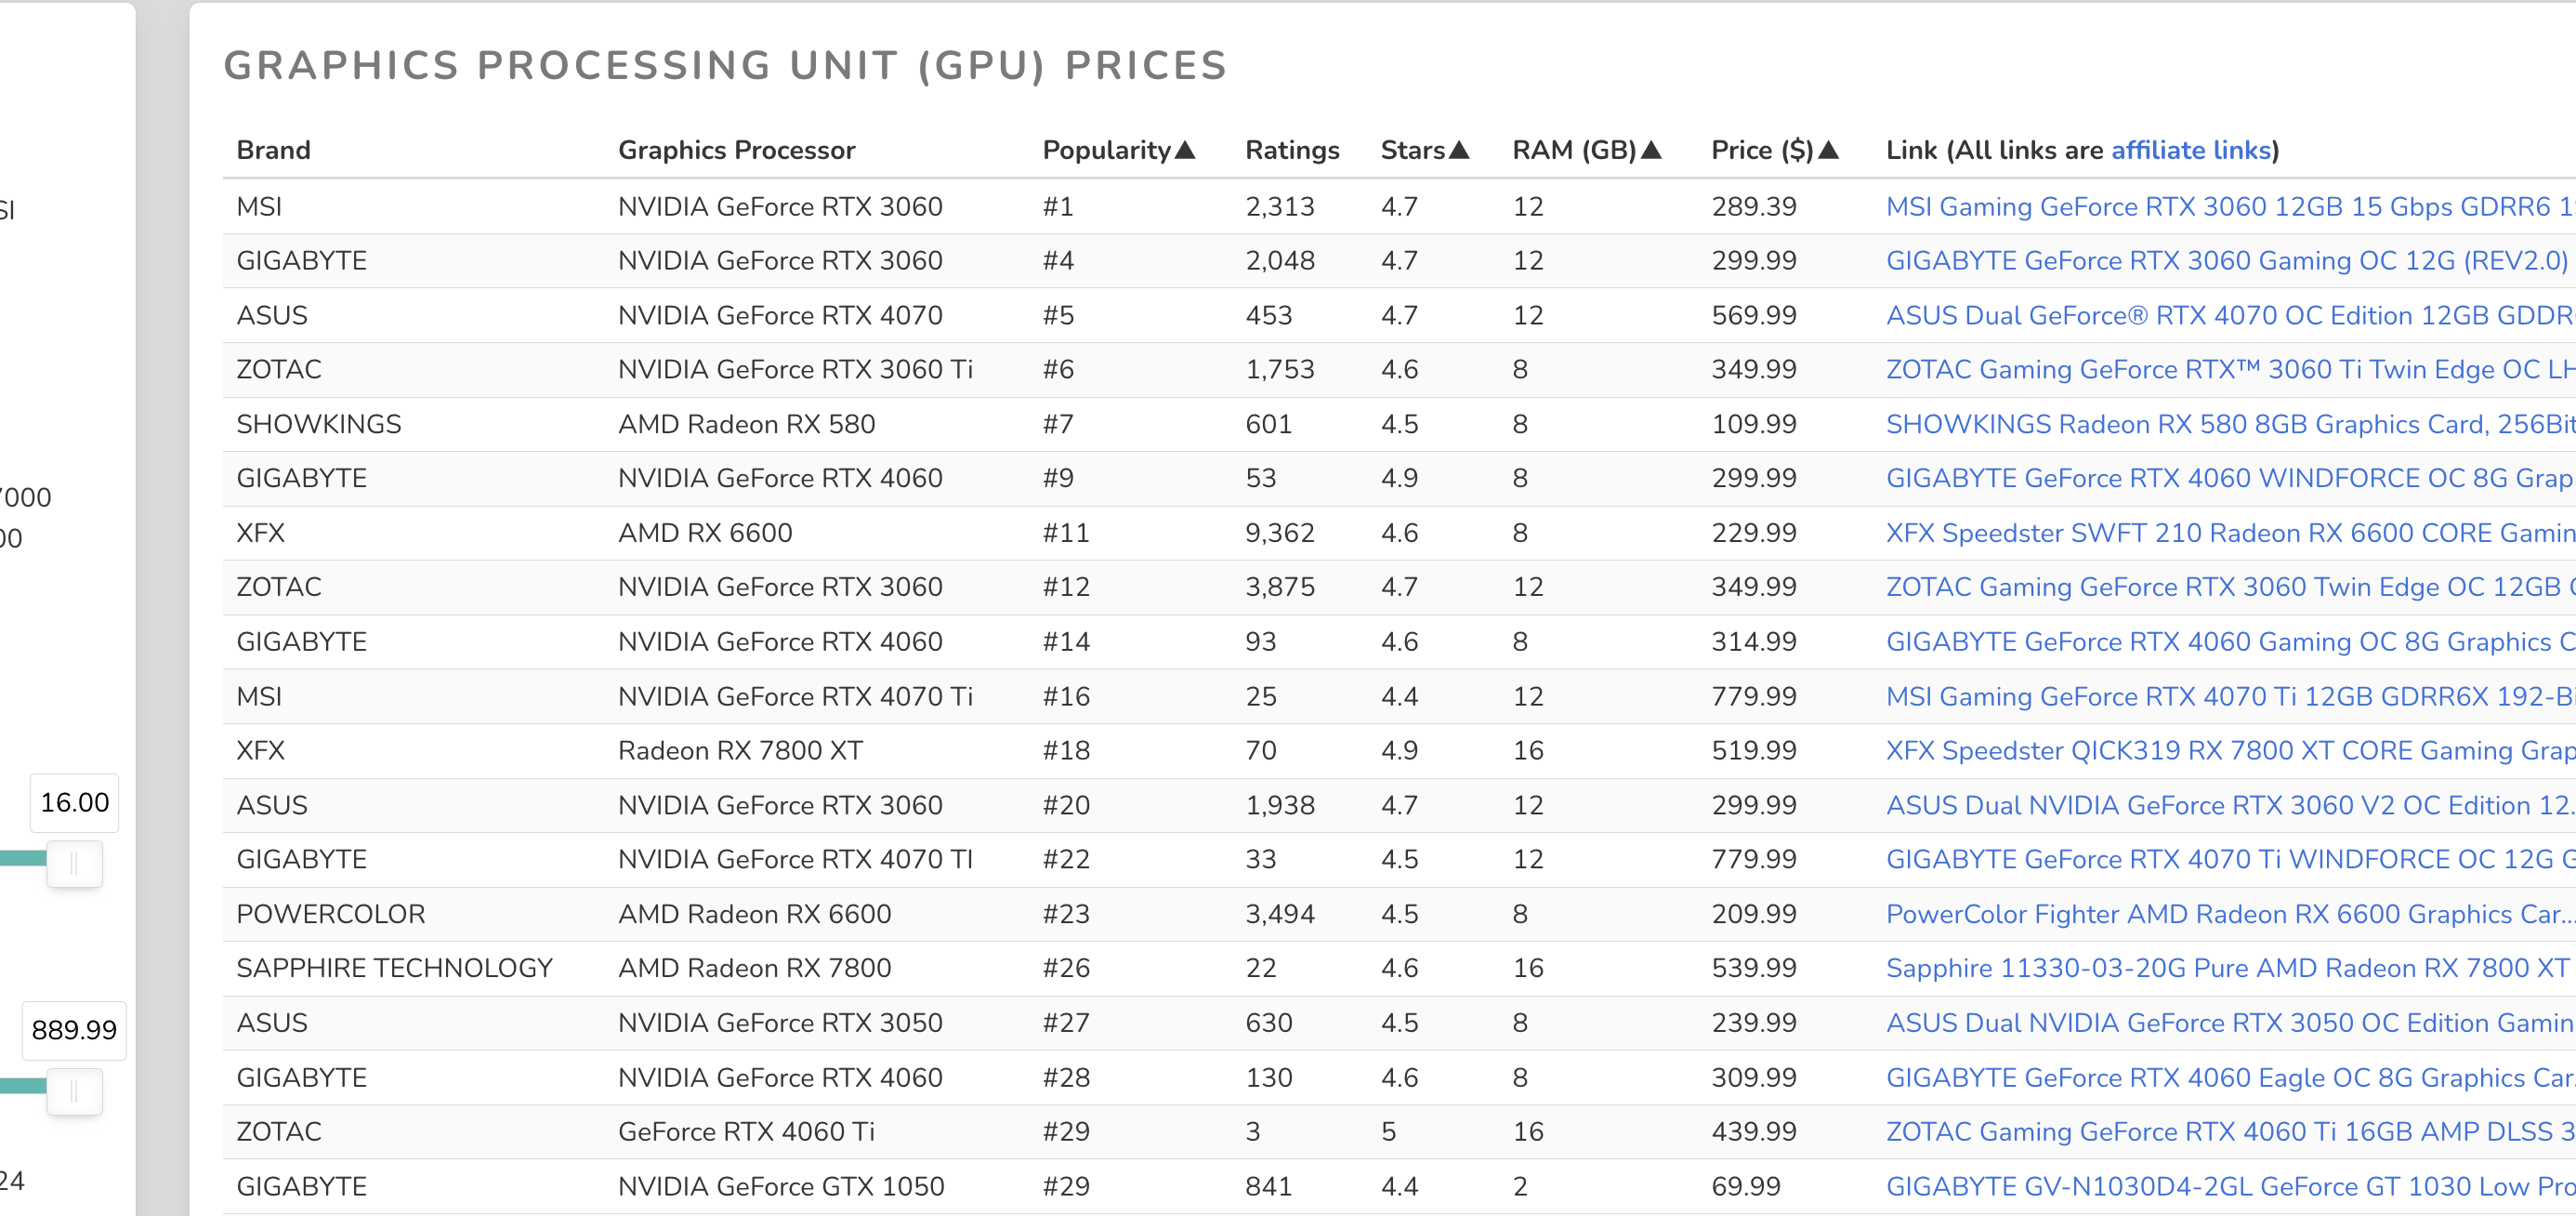 GRAPHICS PROCESSING UNIT (GPU) PRICES
Brand Graphics Processor Popularity▲ Ratings Stars▲ RAM (GB)▲ Price ($)▲ Link (All links are affiliate links)
MSI NVIDIA GeForce RTX 3060 #1 2,313 4.7 12 289.39 MSI Gaming GeForce RTX 3060 12GB 15 Gbps GDRR6
GIGABYTE NVIDIA GeForce RTX 3060 #4 2,048 4.7 12 299.99 GIGABYTE GeForce RTX 3060 Gaming OC 12G (REV2.0)
ASUS NVIDIA GeForce RTX 4070 #5 453 4.7 12 569.99 ASUS Dual GeForce® RTX 4070 OC Edition 12GB GDDR
ZOTAC NVIDIA GeForce RTX 3060 Ti #6 1,753 4.6 8 349.99 ZOTAC Gaming GeForce RTX™ 3060 Ti Twin Edge OC LH
SHOWKINGS AMD Radeon RX 580 #7 601 4.5 8 109.99 SHOWKINGS Radeon RX 580 8GB Graphics Card, 256Bit
GIGABYTE NVIDIA GeForce RTX 4060 #9 53 4.9 8 299.99 GIGABYTE GeForce RTX 4060 WINDFORCE OC 8G Grap
XFX AMD RX 6600 #11 9,362 4.6 8 229.99 XFX Speedster SWFT 210 Radeon RX 6600 CORE Gamin
ZOTAC NVIDIA GeForce RTX 3060 #12 3,875 4.7 12 349.99 ZOTAC Gaming GeForce RTX 3060 Twin Edge OC 12GB
GIGABYTE NVIDIA GeForce RTX 4060 #14 93 4.6 8 314.99 GIGABYTE GeForce RTX 4060 Gaming OC 8G Graphics C
MSI NVIDIA GeForce RTX 4070 Ti #16 25 4.4 12 779.99 MSI Gaming GeForce RTX 4070 Ti 12GB GDRR6X 192-Bi
XFX Radeon RX 7800 XT #18 70 4.9 16 519.99 XFX Speedster QICK319 RX 7800 XT CORE Gaming Grap
ASUS NVIDIA GeForce RTX 3060 #20 1,938 4.7 12 299.99 ASUS Dual NVIDIA GeForce RTX 3060 V2 OC Edition 12.
GIGABYTE NVIDIA GeForce RTX 4070 TI #22 33 4.5 12 779.99 GIGABYTE GeForce RTX 4070 Ti WINDFORCE OC 12G G
POWERCOLOR AMD Radeon RX 6600 #23 3,494 4.5 8 209.99 PowerColor Fighter AMD Radeon RX 6600 Graphics Car...
SAPPHIRE TECHNOLOGY AMD Radeon RX 7800 #26 22 4.6 16 539.99 Sapphire 11330-03-20G Pure AMD Radeon RX 7800 XT
ASUS NVIDIA GeForce RTX 3050 #27 630 4.5 8 239.99 ASUS Dual NVIDIA GeForce RTX 3050 OC Edition Gamin
GIGABYTE NVIDIA GeForce RTX 4060 #28 130 4.6 8 309.99 GIGABYTE GeForce RTX 4060 Eagle OC 8G Graphics Car.
ZOTAC GeForce RTX 4060 Ti #29 3 5 16 439.99 ZOTAC Gaming GeForce RTX 4060 Ti 16GB AMP DLSS 3
GIGABYTE NVIDIA GeForce GTX 1050 #29 841 4.4 2 69.99 GIGABYTE GV-N1030D4-2GL GeForce GT 1030 Low Pro
SI
7000
00
16.00
889.99
24